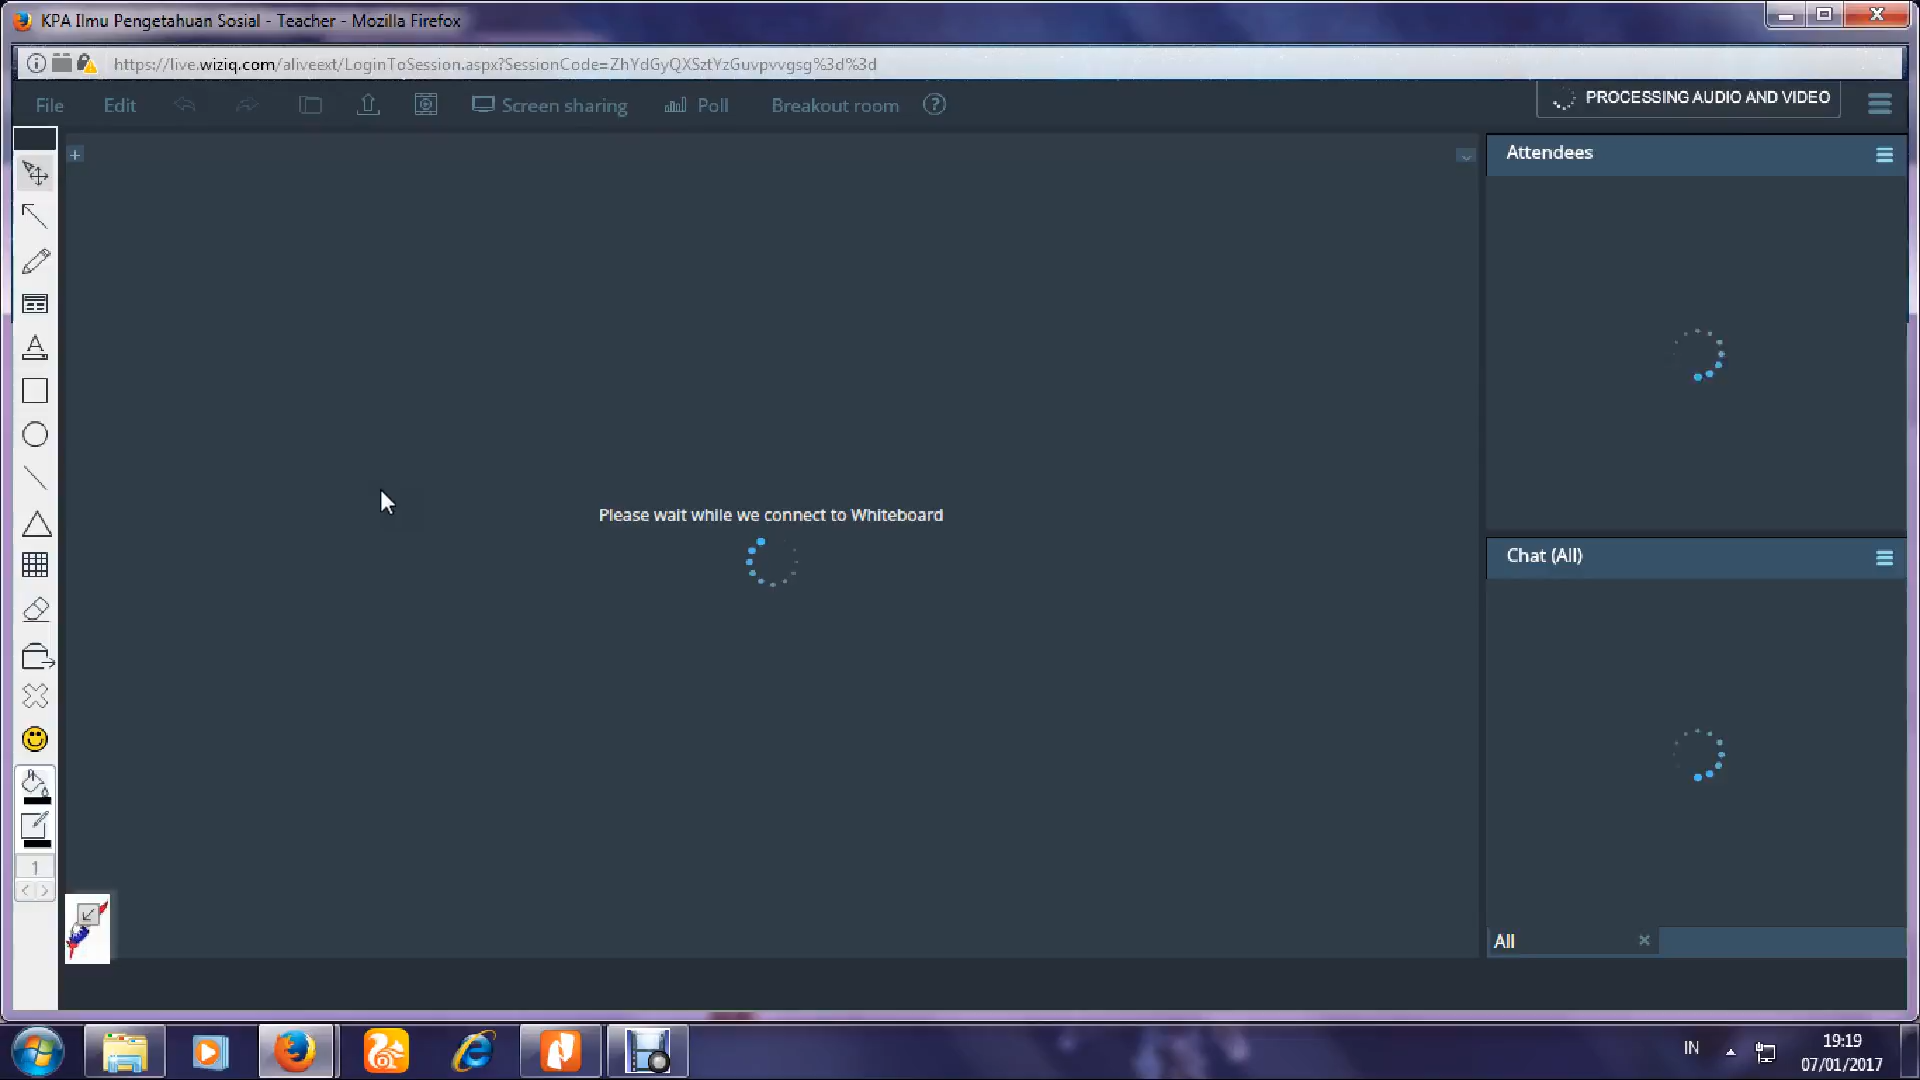 KPA Ilmu Pengetahuan Sosial - Teacher - Mozilla Firefox
https://live.wiziq.com/aliveext/LoginToSession.aspx?SessionCode=ZhYdGyQXSztYzGuvpvvgsg%3d%3d
File Edit Screen sharing Poll Breakout room ? PROCESSING AUDIO AND VIDEO
Attendees
Please wait while we connect to Whiteboard
Chat (All)
1
All
IN 19:19
07/01/2017